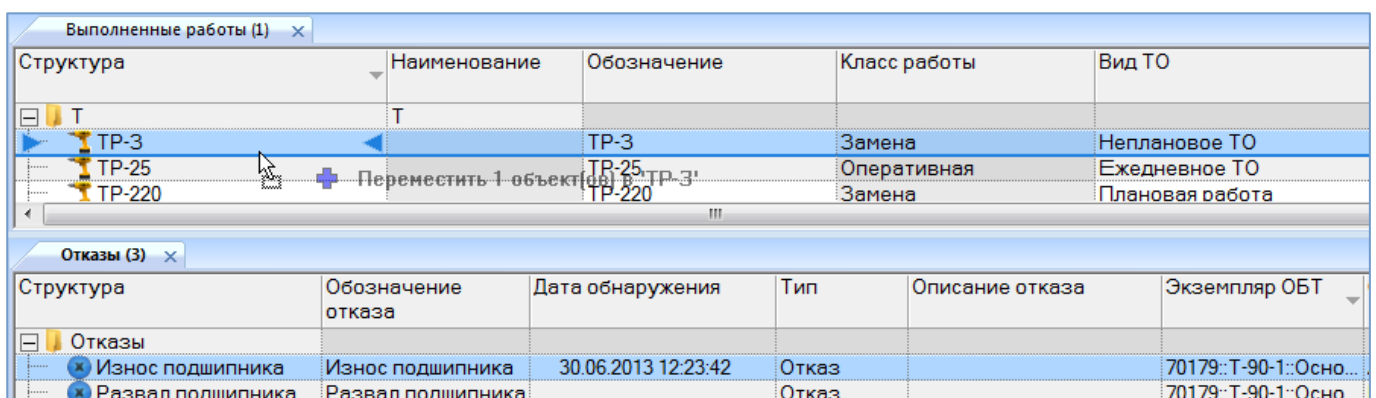 Выполненные работы (1)
Структура Наименование Обозначение Класс работы Вид ТО
Т Т
ТР-3 ТР-3 Замена Неплановое ТО
ТР-25 ТР-25 Оперативная Ежедневное ТО
Переместить 1 объект(ов) в 'ТР-3'
ТР-220 ТР-220 Замена Плановая работа
Отказы (3)
Структура Обозначение отказа Дата обнаружения Тип Описание отказа Экземпляр ОБТ
Отказы
Износ подшипника Износ подшипника 30.06.2013 12:23:42 Отказ 70179::Т-90-1::Осно...
Развал подшипника Развал подшипника Отказ 70179::Т-90-1::Осно